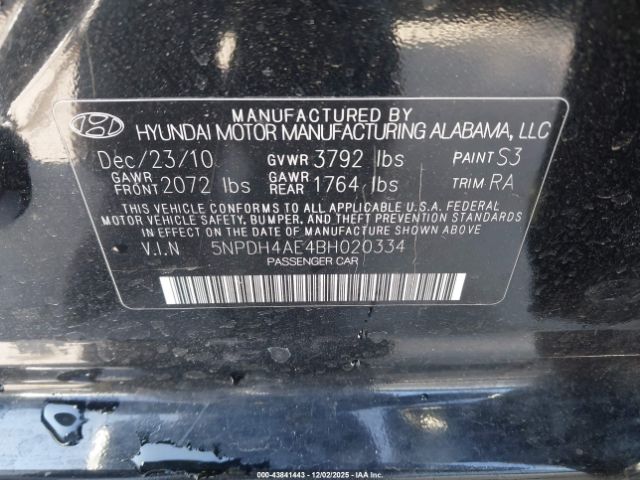 MANUFACTURED BY
HYUNDAI MOTOR MANUFACTURING ALABAMA, LLC
Dec/23/10 GVWR 3792 lbs PAINT S3
GAWR FRONT 2072 lbs GAWR REAR 1764 lbs TRIM RA
THIS VEHICLE CONFORMS TO ALL APPLICABLE U.S.A. FEDERAL
MOTOR VEHICLE SAFETY, BUMPER, AND THEFT PREVENTION STANDARDS
IN EFFECT ON THE DATE OF MANUFACTURE SHOWN ABOVE.
V.I.N 5NPDH4AE4BH020334
PASSENGER CAR
000-43841443 • 12/02/2025 • IAA Inc.